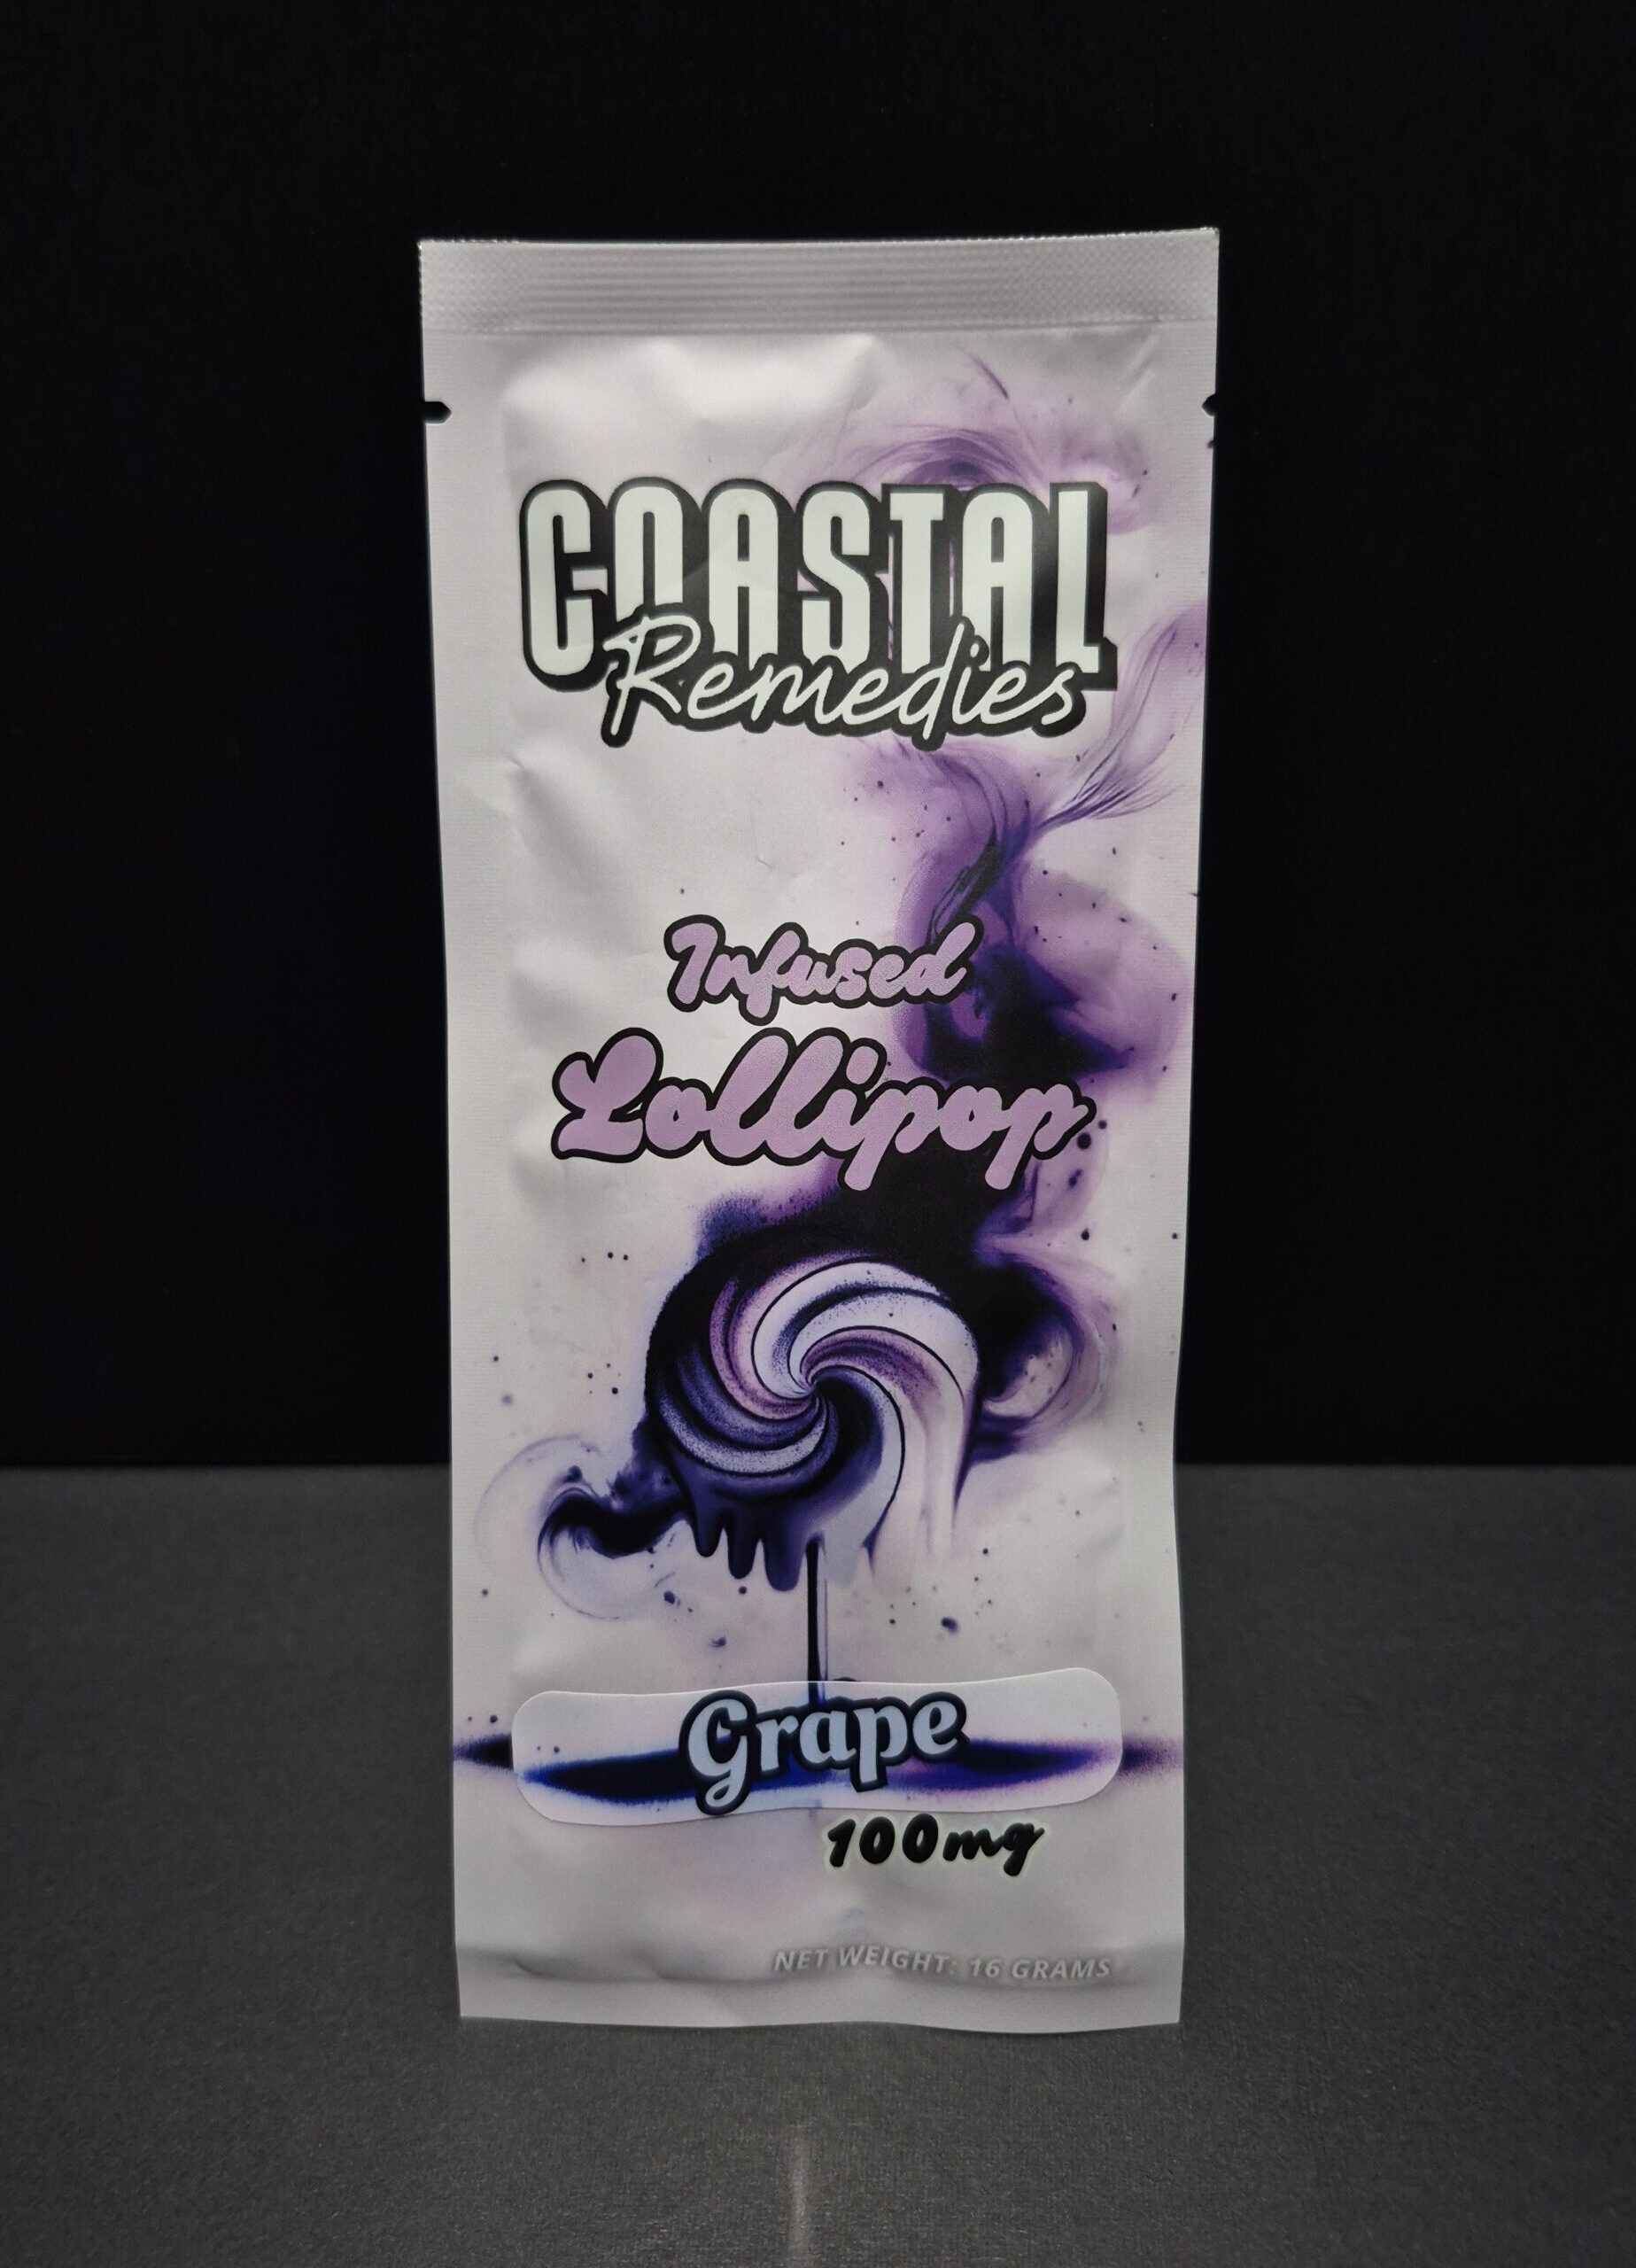 COASTAL
Remedies
Infused
Lollipop
Grape
100mg
NET WEIGHT: 16 GRAMS